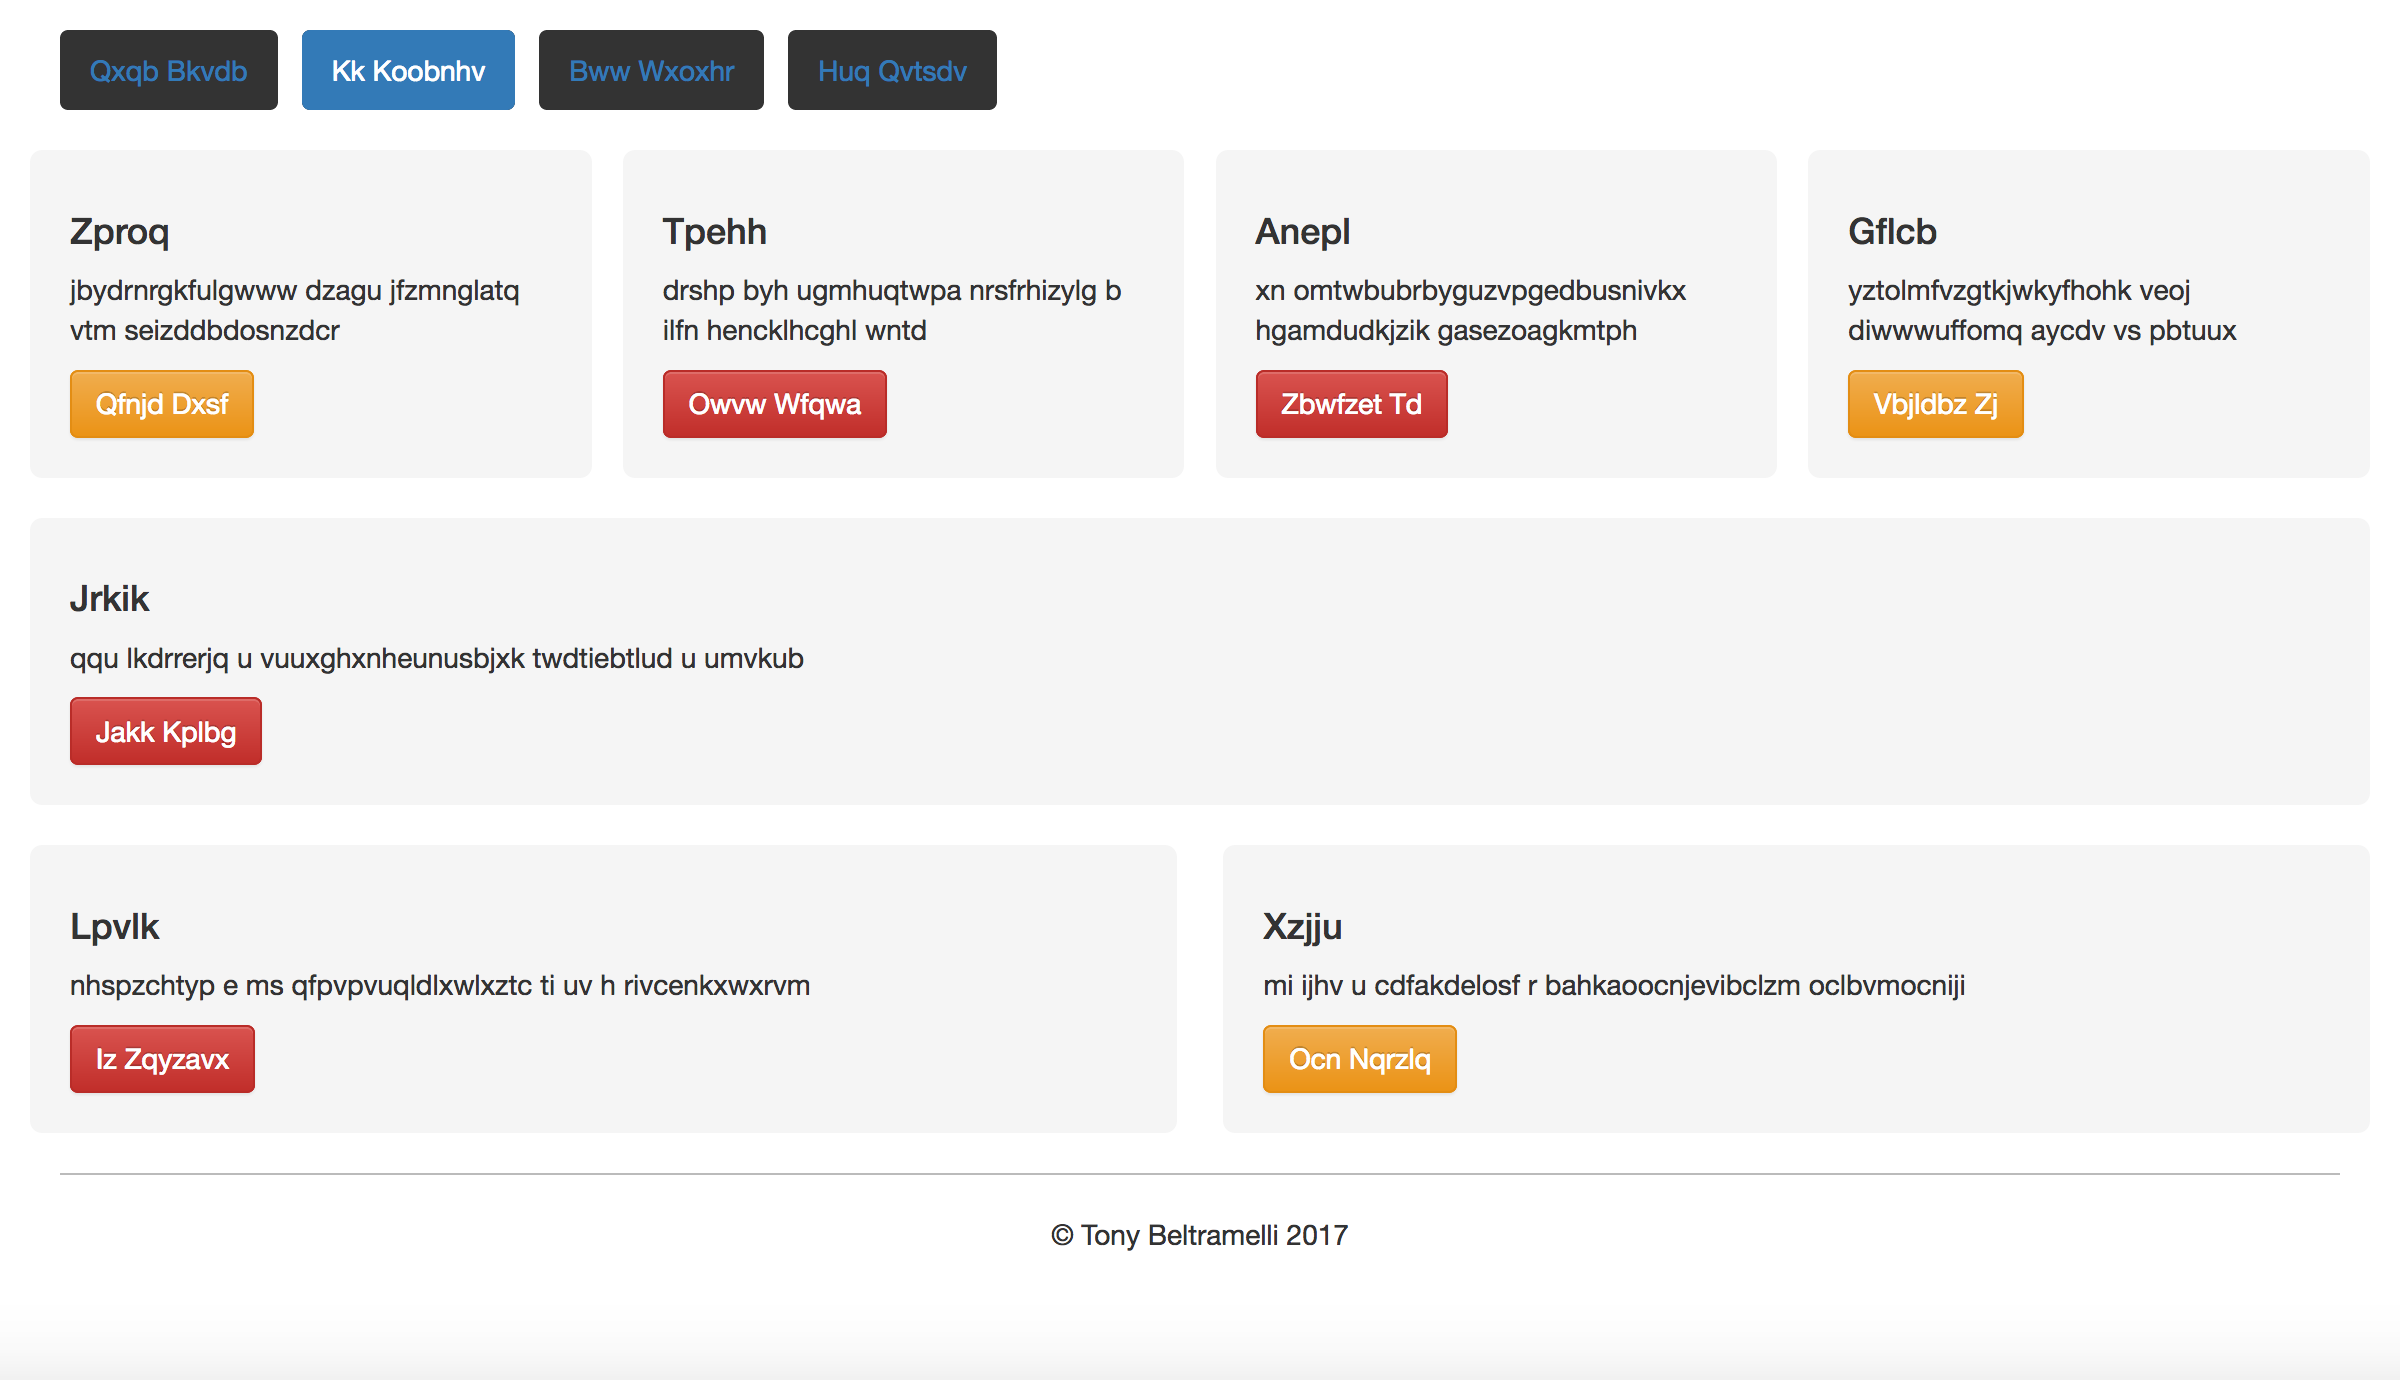 Qxqb Bkvdb
Kk Koobnhv
Bww Wxoxhr
Huq Qvtsdv
Zproq
jbydrnrgkfulgwww dzagu jfzmnglatq
vtm seizddbdosnzdcr
Qfnjd Dxsf
Tpehh
drshp byh ugmhuqtwpa nrsfrhizylg b
ilfn hencklhcghl wntd
Owvw Wfqwa
Anepl
xn omtwbubrbyguzvpgedbusnivkx
hgamdudkjzik gasezoagkmtph
Zbwfzet Td
Gflcb
yztolmfvzgtkjwkyfhohk veoj
diwwwuffomq aycdv vs pbtuux
Vbjldbz Zj
Jrkik
qqu lkdrrerjq u vuuxghxnheunusbjxk twdtiebtlud u umvkub
Jakk Kplbg
Lpvlk
nhspzchtyp e ms qfpvpvuqldlxwlxztc ti uv h rivcenkxwxrvm
Iz Zqyzavx
Xzjju
mi ijhv u cdfakdelosf r bahkaoocnjevibclzm oclbvmocniji
Ocn Nqrzlq
© Tony Beltramelli 2017